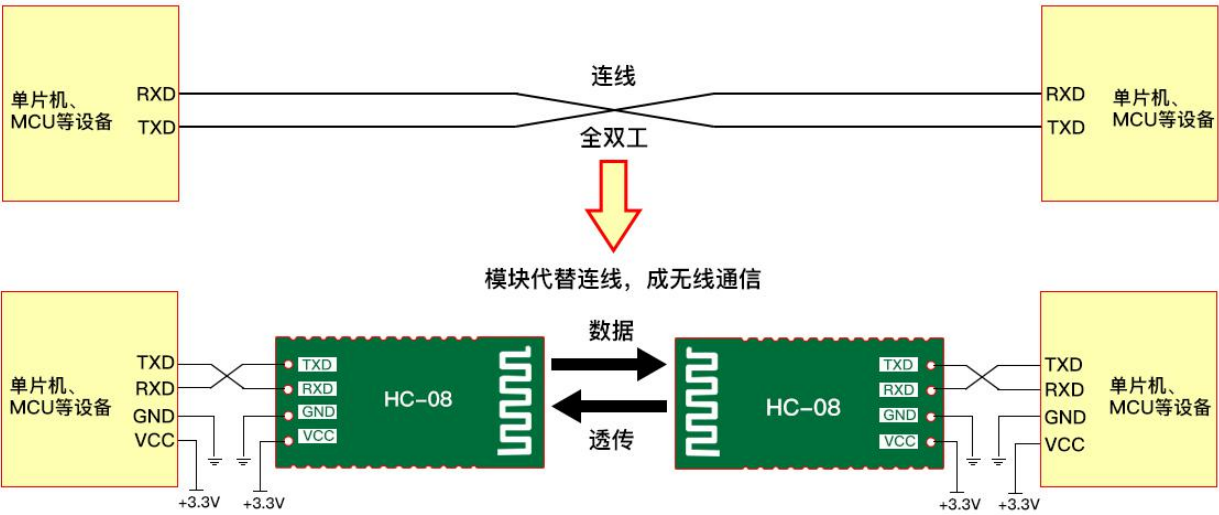 连线
单片机、
MCU等设备
RXD
TXD
RXD
TXD
单片机、
MCU等设备
全双工
模块代替连线，成无线通信
单片机、
MCU等设备
TXD
RXD
GND
VCC
+3.3V
+3.3V
TXD
RXD
GND
VCC
HC-08
数据
透传
HC-08
TXD
RXD
GND
VCC
+3.3V
+3.3V
TXD
RXD
GND
VCC
单片机、
MCU等设备